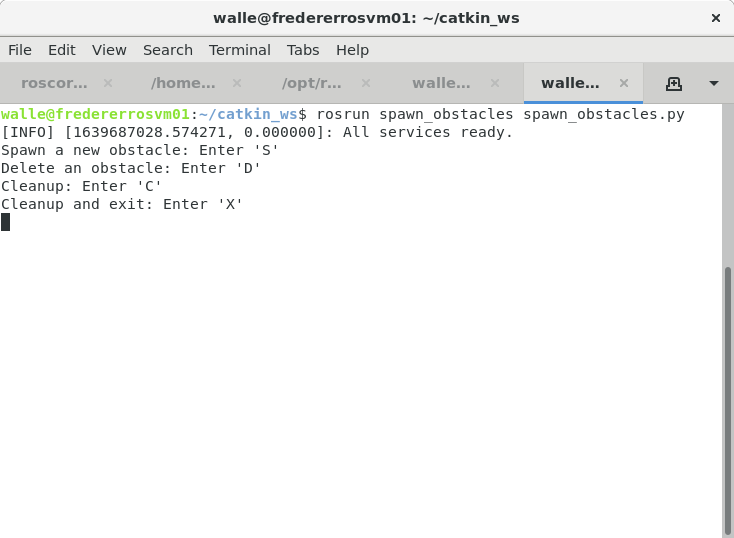 walle@fredererrosvm01: ~/catkin_ws
File Edit View Search Terminal Tabs Help
roscor... /home... /opt/r... walle... walle...
walle@fredererrosvm01:~/catkin_ws$ rosrun spawn_obstacles spawn_obstacles.py
[INFO] [1639687028.574271, 0.000000]: All services ready.
Spawn a new obstacle: Enter 'S'
Delete an obstacle: Enter 'D'
Cleanup: Enter 'C'
Cleanup and exit: Enter 'X'